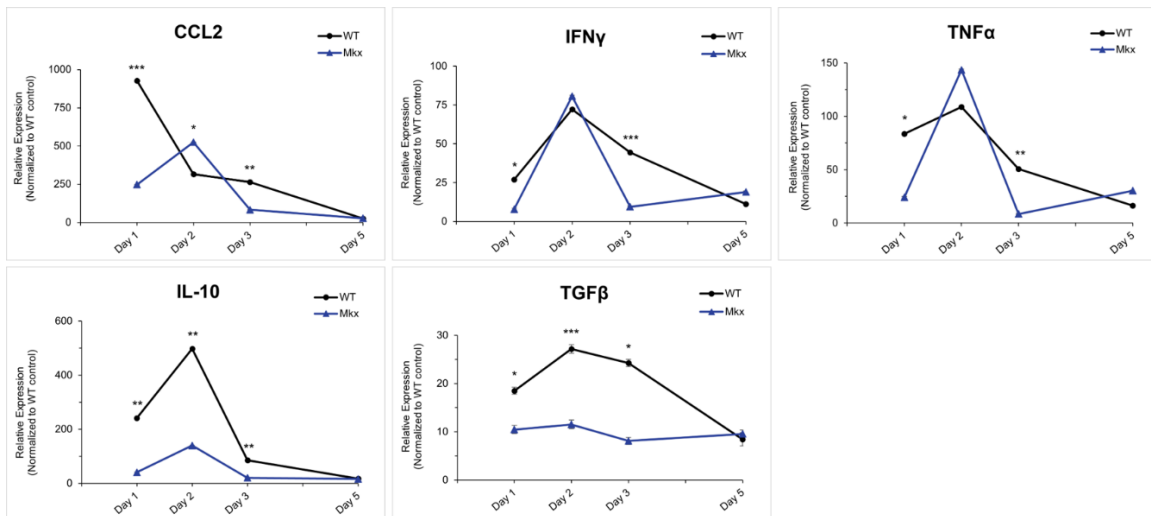 CCL2
WT
Mkx
Relative Expression
(Normalized to WT control)
1000
750
500
250
0
***
*
**
Day 1
Day 2
Day 3
Day 5
IFNγ
WT
Mkx
Relative Expression
(Normalized to WT control)
100
75
50
25
0
*
***
Day 1
Day 2
Day 3
Day 5
TNFα
WT
Mkx
Relative Expression
(Normalized to WT control)
150
100
50
0
*
**
Day 1
Day 2
Day 3
Day 5
IL-10
WT
Mkx
Relative Expression
(Normalized to WT control)
600
400
200
0
**
**
**
Day 1
Day 2
Day 3
Day 5
TGFβ
WT
Mkx
Relative Expression
(Normalized to WT control)
30
20
10
0
*
***
*
Day 1
Day 2
Day 3
Day 5